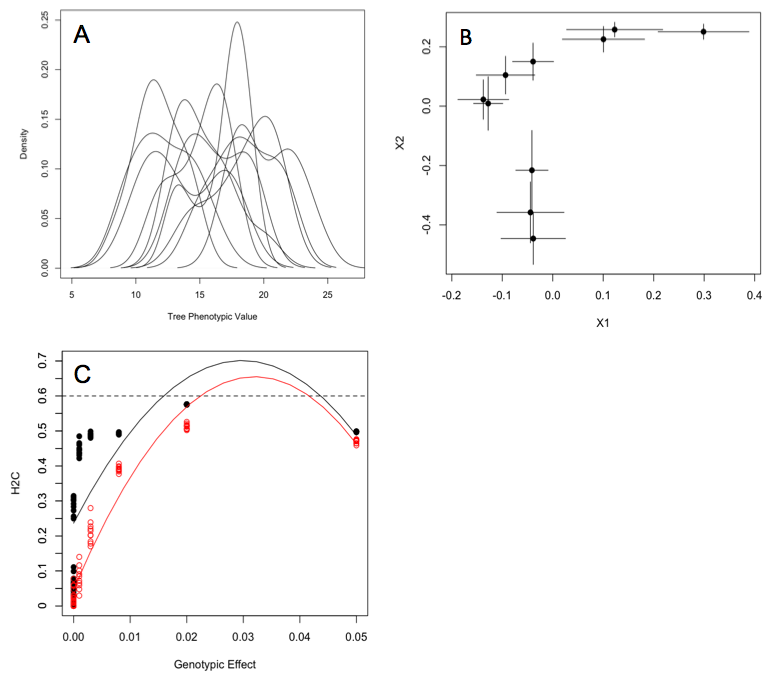 A
Density
0.00 0.05 0.10 0.15 0.20 0.25
5 10 15 20 25
Tree Phenotypic Value
B
X2
-0.4 -0.2 0.0 0.2
-0.2 -0.1 0.0 0.1 0.2 0.3 0.4
X1
C
H2C
0 0.1 0.2 0.3 0.4 0.5 0.6 0.7
0.00 0.01 0.02 0.03 0.04 0.05
Genotypic Effect